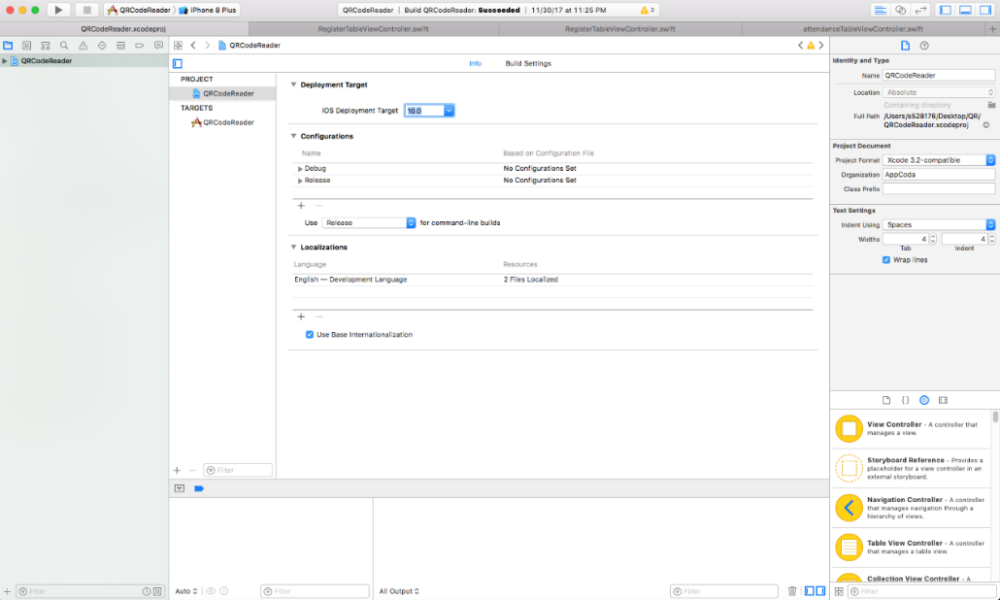 QRCodeReader
iPhone 8 Plus
QRCodeReader | Build QRCodeReader: Succeeded | 11/30/17 at 11:25 PM
2
QRCodeReader.xcodeproj
RegisterTableViewController.swift
RegisterTableViewController.swift
attendanceTableViewController.swift
QRCodeReader
QRCodeReader
Info
Build Settings
PROJECT
QRCodeReader
TARGETS
QRCodeReader
Filter
Deployment Target
iOS Deployment Target 10.0
Configurations
Name
Based on Configuration File
Debug
No Configurations Set
Release
No Configurations Set
Use Release for command-line builds
Localizations
Language
Resources
English — Development Language
2 Files Localized
Use Base Internationalization
Identity and Type
Name QRCodeReader
Location Absolute
Containing directory
Full Path /Users/s528176/Desktop/QR/
QRCodeReader.xcodeproj
Project Document
Project Format Xcode 3.2-compatible
Organization AppCoda
Class Prefix
Text Settings
Indent Using Spaces
Widths 4 4
Tab Indent
Wrap lines
View Controller - A controller that
manages a view.
Storyboard Reference - Provides a
placeholder for a view controller in an
external storyboard.
Navigation Controller - A controller
that manages navigation through a
hierarchy of views.
Table View Controller - A controller
that manages a table view.
Collection View Controller - A
Filter
Auto
Filter
All Output
Filter
Filter